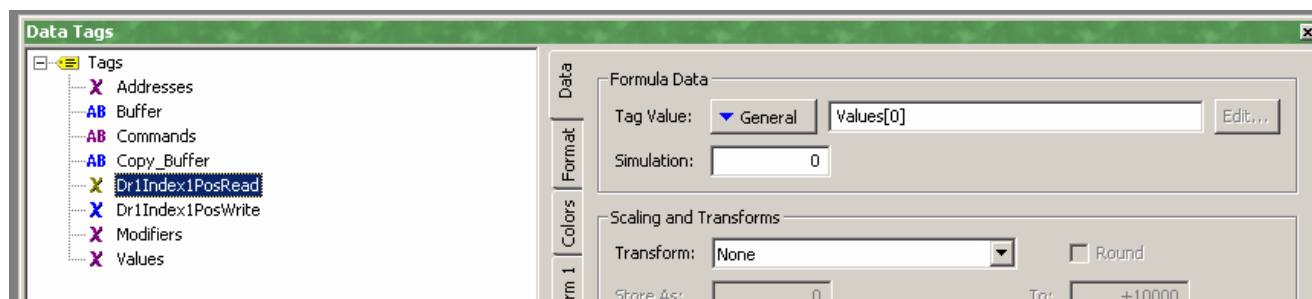 Data Tags
Tags
X Addresses
AB Buffer
AB Commands
AB Copy_Buffer
X Dr1Index1PosRead
X Dr1Index1PosWrite
X Modifiers
X Values
Data
Format
Colors
Formula Data
Tag Value: General Values[0] Edit...
Simulation: 0
Scaling and Transforms
Transform: None Round
Store As: 0 To: +10000